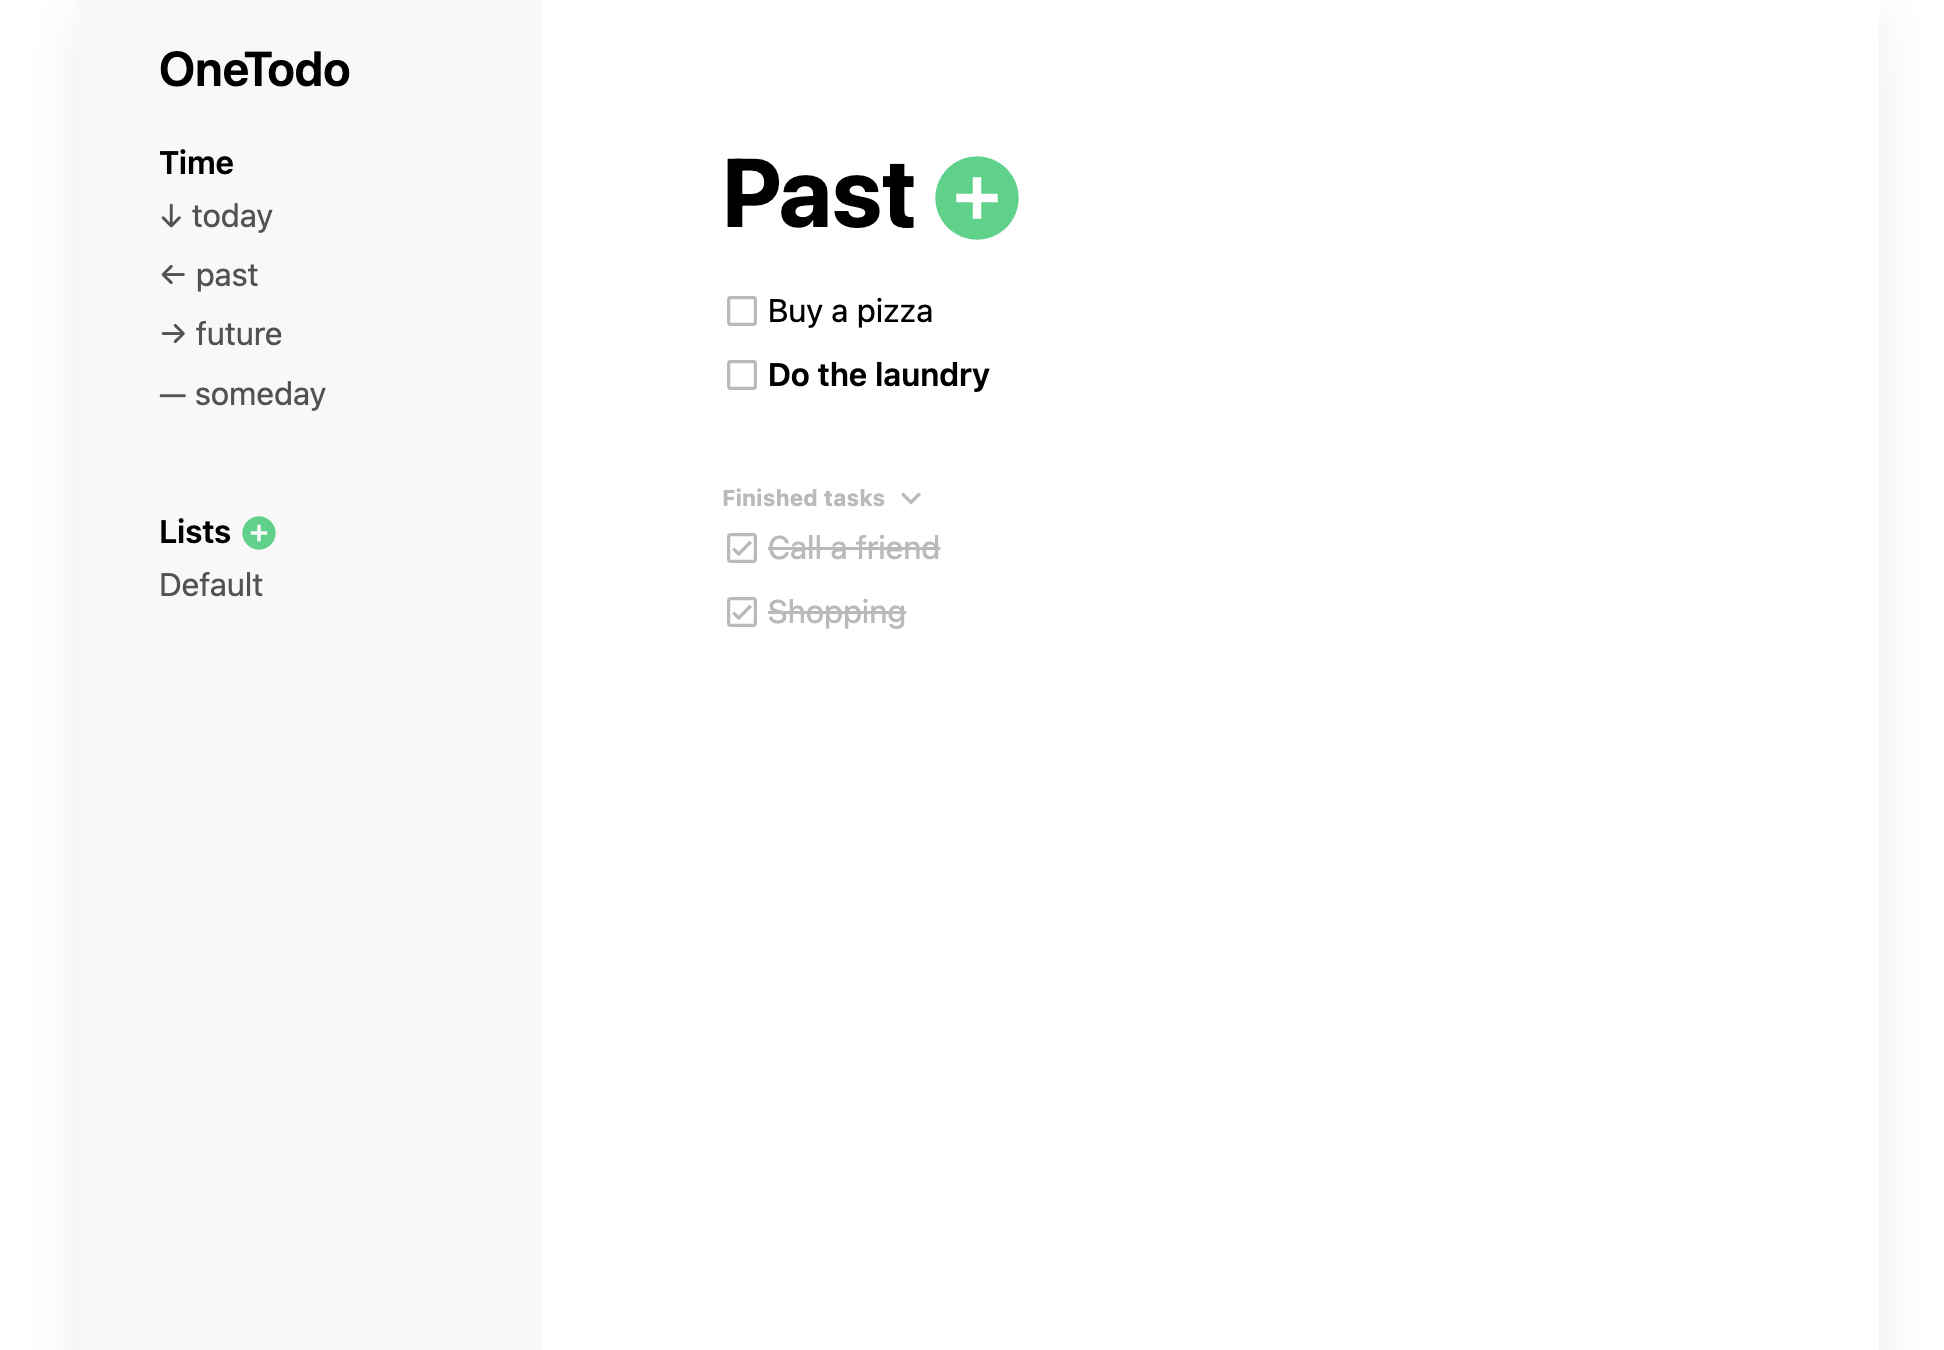 OneTodo
Time
↓ today
← past
→ future
— someday
Lists
Default
Past
Buy a pizza
Do the laundry
Finished tasks
Call a friend
Shopping